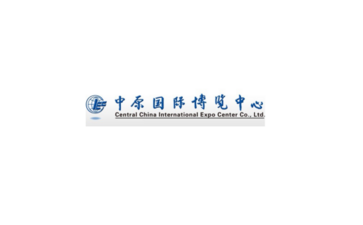 中原国际博览中心
Central China International Expo Center Co., Ltd.